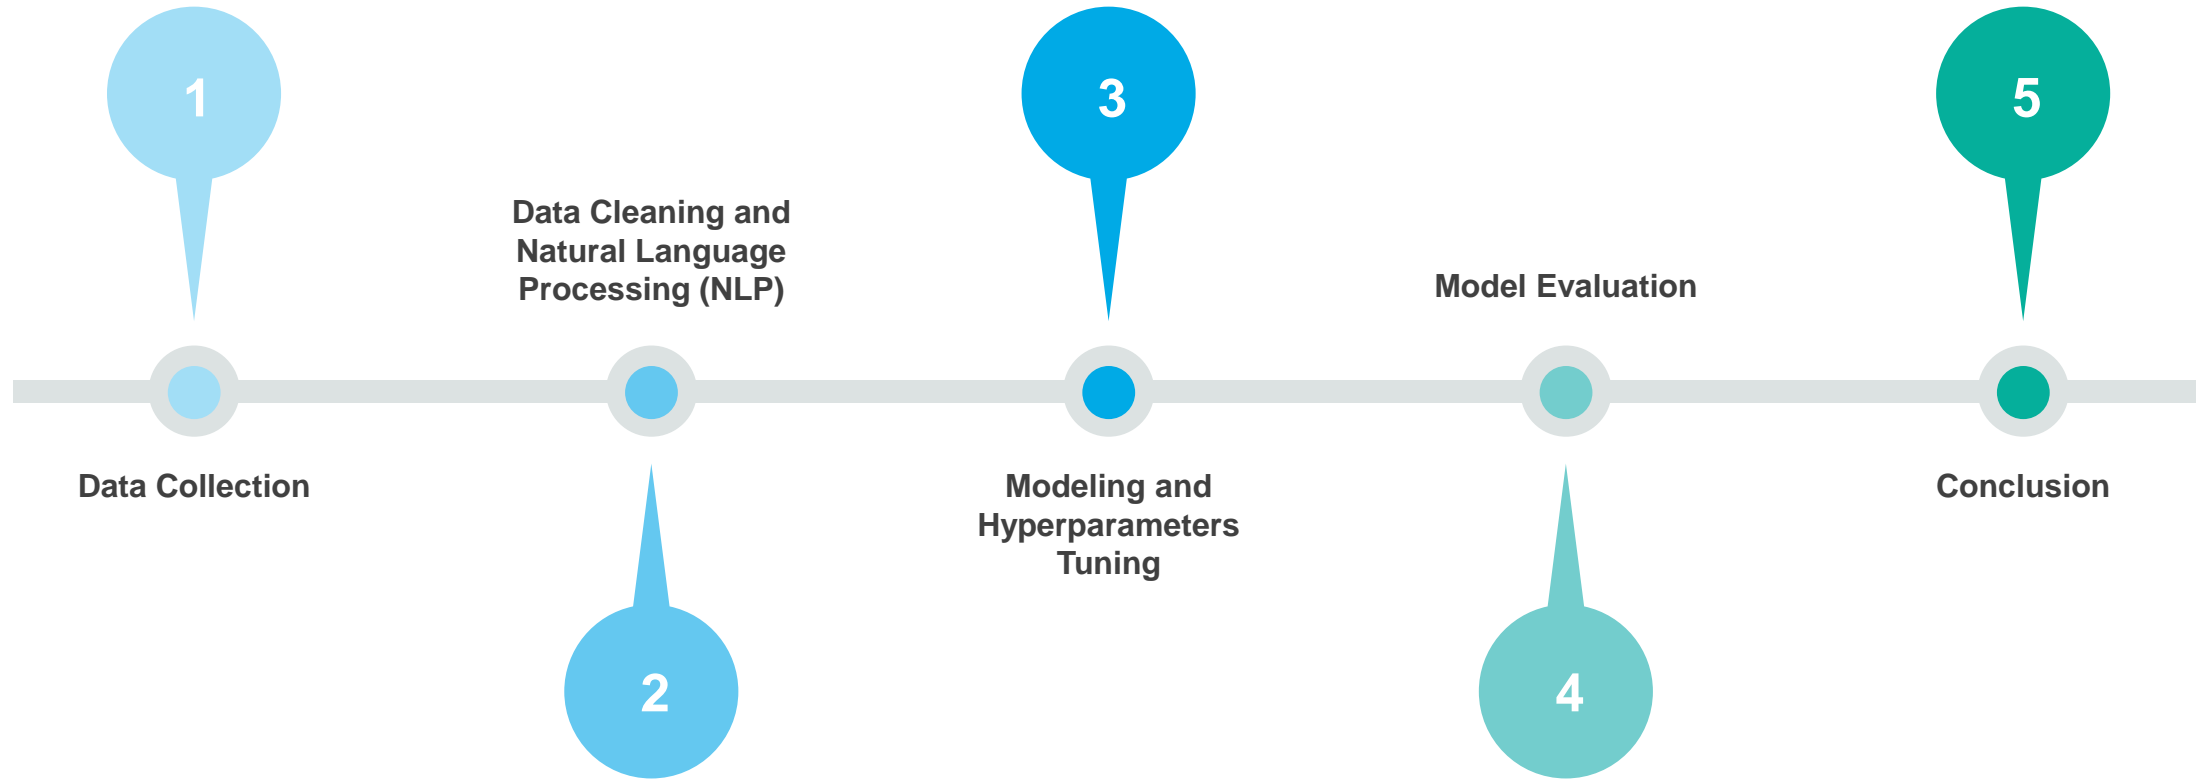 1
Data Collection
Data Cleaning and
Natural Language
Processing (NLP)
2
3
Modeling and
Hyperparameters
Tuning
Model Evaluation
4
5
Conclusion